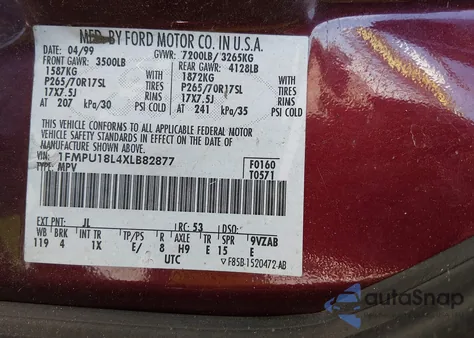 MFD. BY FORD MOTOR CO. IN U.S.A.
DATE: 04/99 GVWR: 7200LB/ 3265KG
FRONT GAWR: 3500LB REAR GAWR: 4128LB
1587KG WITH 1872KG WITH
P265/70R17SL TIRES P265/70R17SL TIRES
17X7.5J RIMS 17X7.5J RIMS
AT 207 kPa/30 PSI COLD AT 241 kPa/35 PSI COLD
THIS VEHICLE CONFORMS TO ALL APPLICABLE FEDERAL MOTOR
VEHICLE SAFETY STANDARDS IN EFFECT ON THE DATE OF
MANUFACTURE SHOWN ABOVE.
VIN: 1FMPU18L4XLB82877 F0160
TYPE: MPV T0571
EXT PNT: JL RC: 53 DSO:
WB BRK INT TR TP/PS R AXLE TR SPR 9VZAB
119 4 1X E/ 8 H9 E 15 E
UTC F85B-1520472-AB
autoSnap